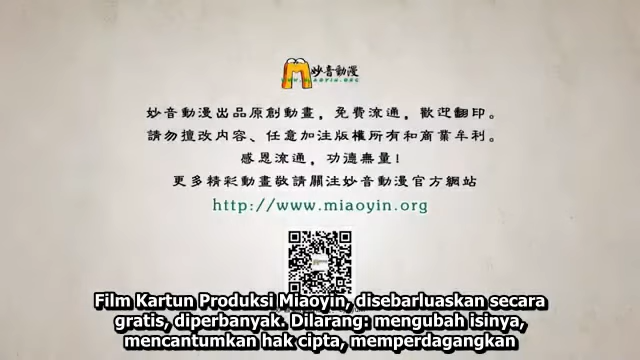 妙音動漫
WWW.MIAOYIN.ORG
妙音動漫出品原創動畫，免費流通，歡迎翻印。
請勿擅改内容、任意加注版權所有和商業牟利。
感恩流通，功德無量！
更多精彩動畫敬請關注妙音動漫官方網站
http://www.miaoyin.org
Film Kartun Produksi Miaoyin, disebarluaskan secara
gratis, diperbanyak. Dilarang: mengubah isinya,
mencantumkan hak cipta, memperdagangkan